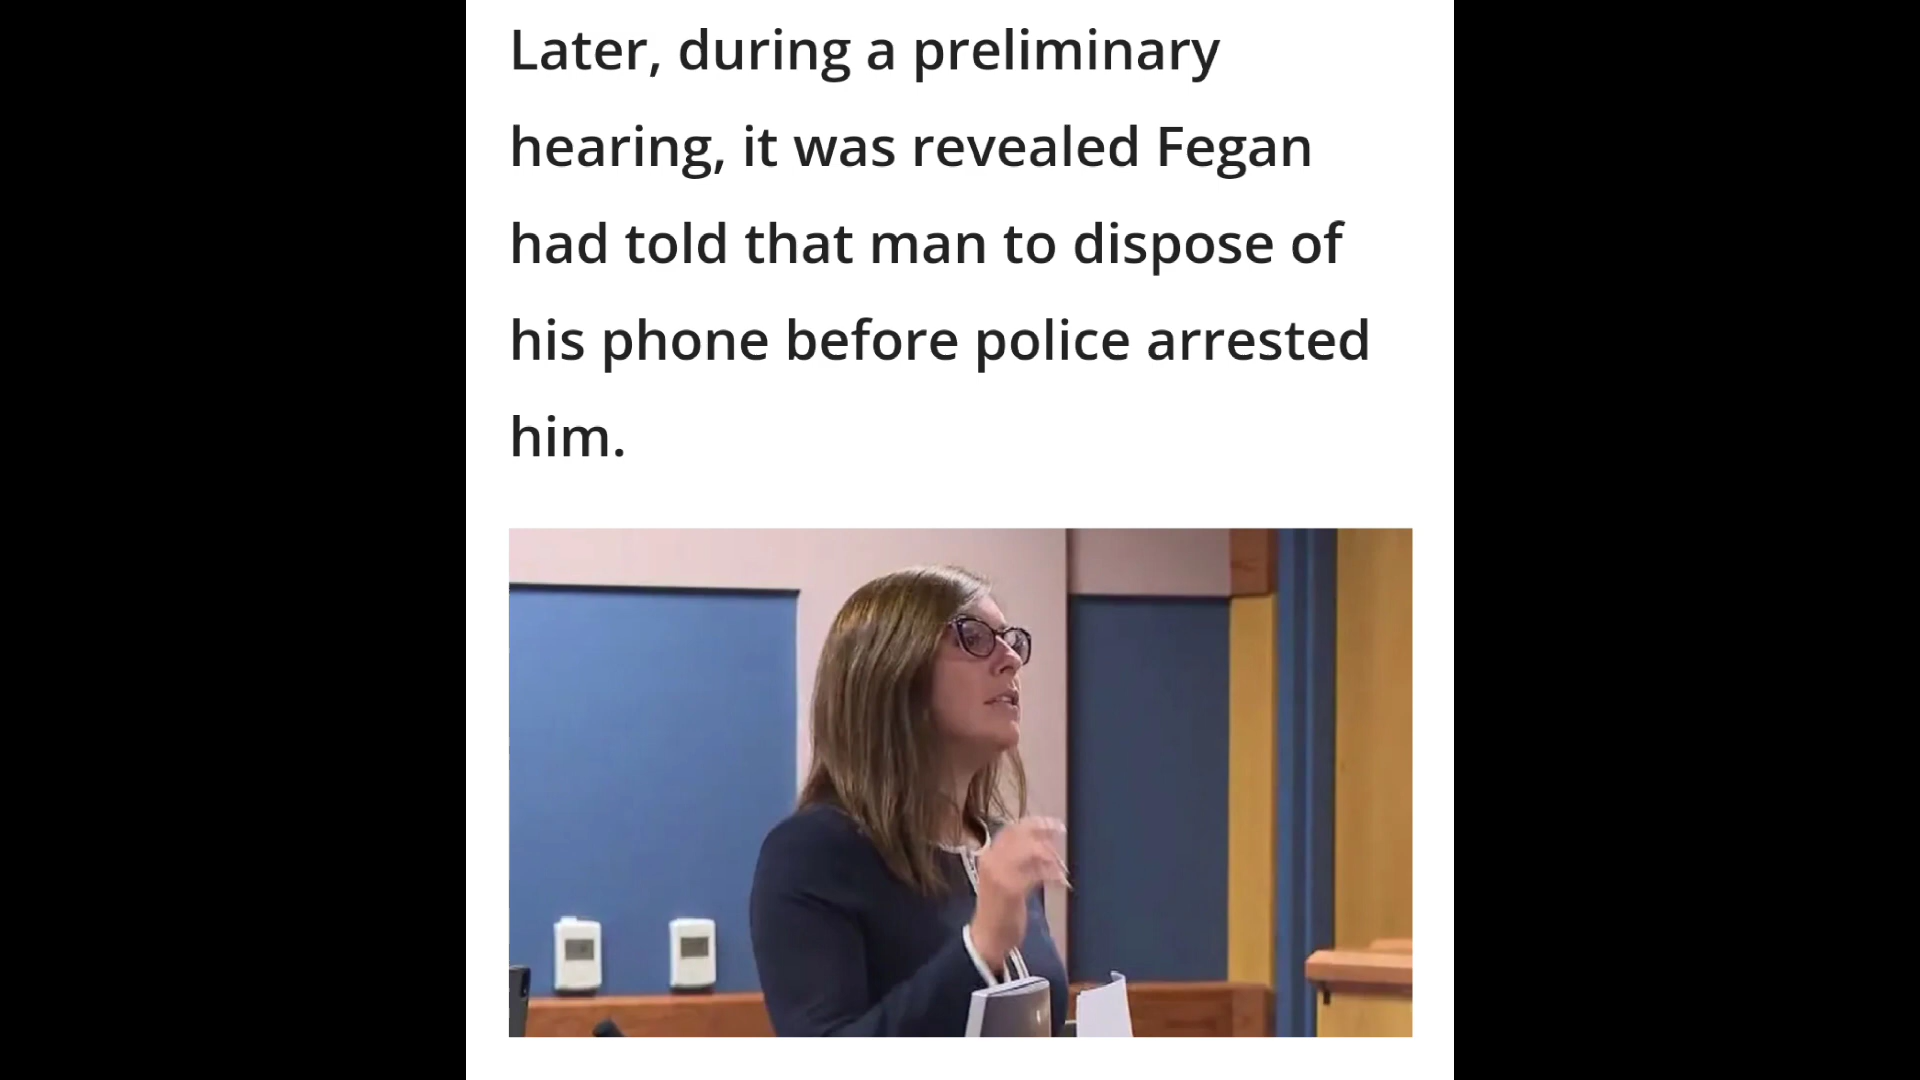 Later, during a preliminary
hearing, it was revealed Fegan
had told that man to dispose of
his phone before police arrested
him.